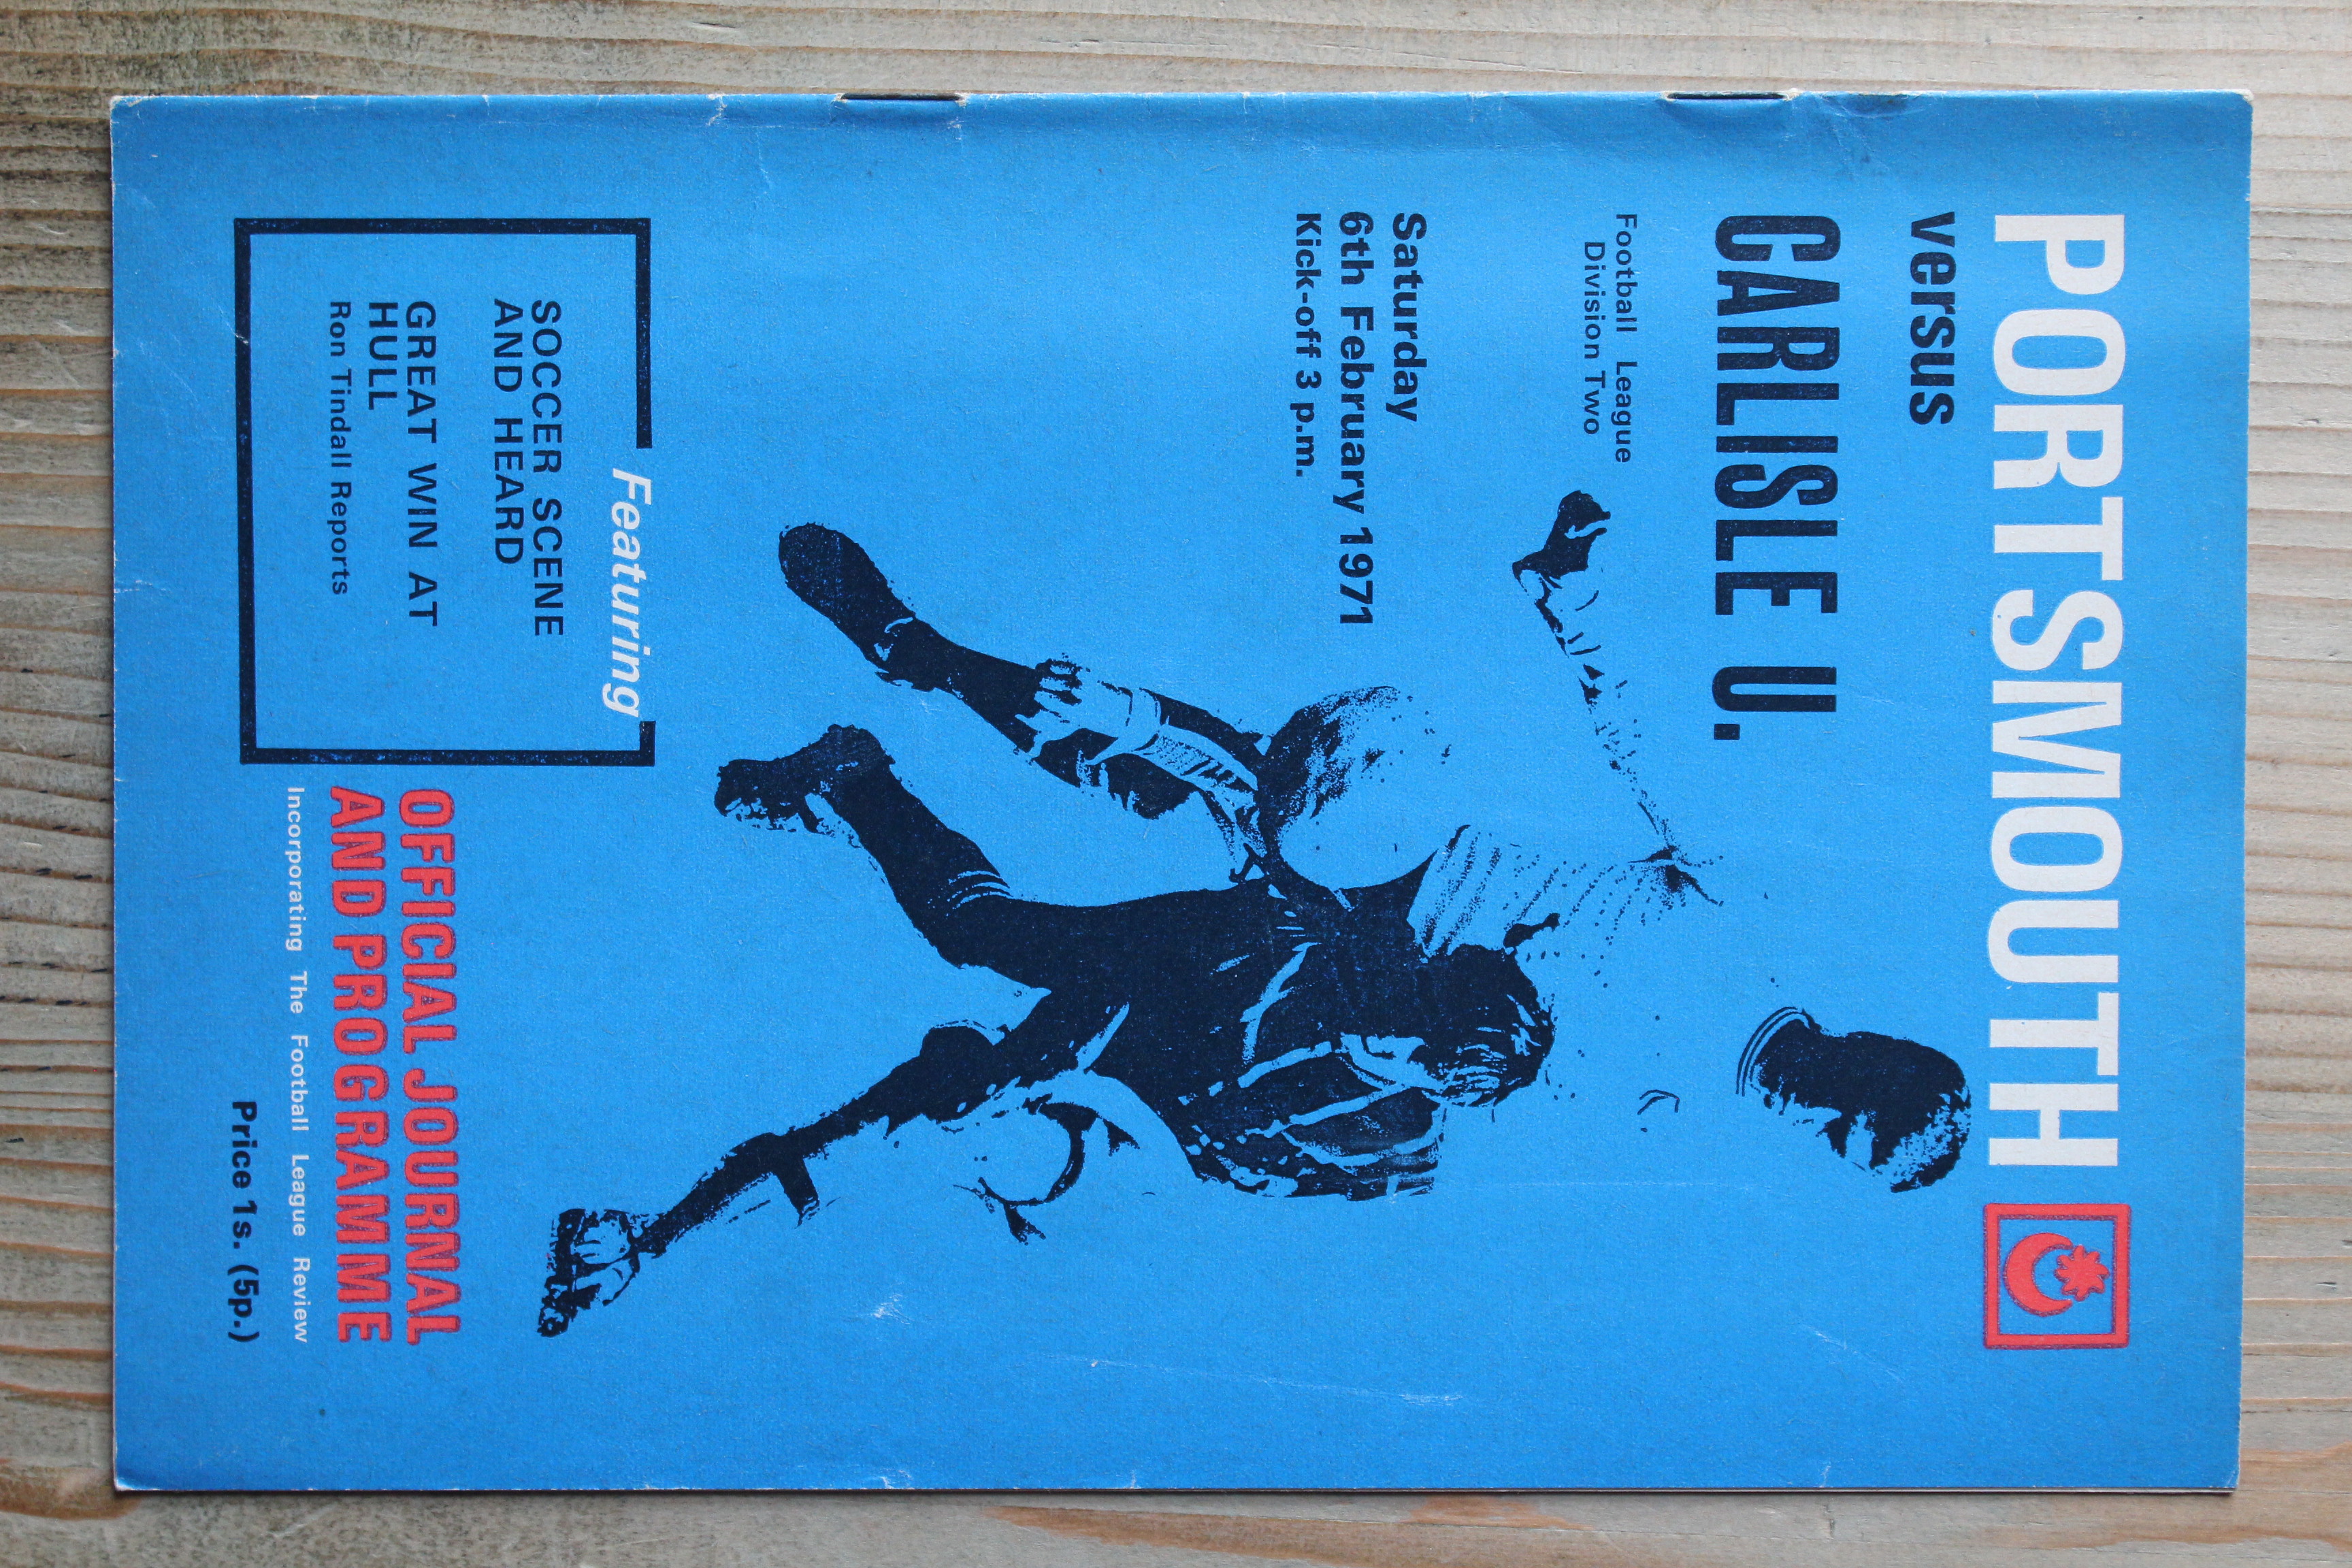 PORTSMOUTH
versus
CARLISLE U.
Football League
Division Two
Saturday
6th February 1971
Kick-off 3 p.m.
Featuring
SOCCER SCENE
AND HEARD
GREAT WIN AT
HULL
Ron Tindall Reports
OFFICIAL JOURNAL
AND PROGRAMME
Incorporating The Football League Review
Price 1s. (5p.)